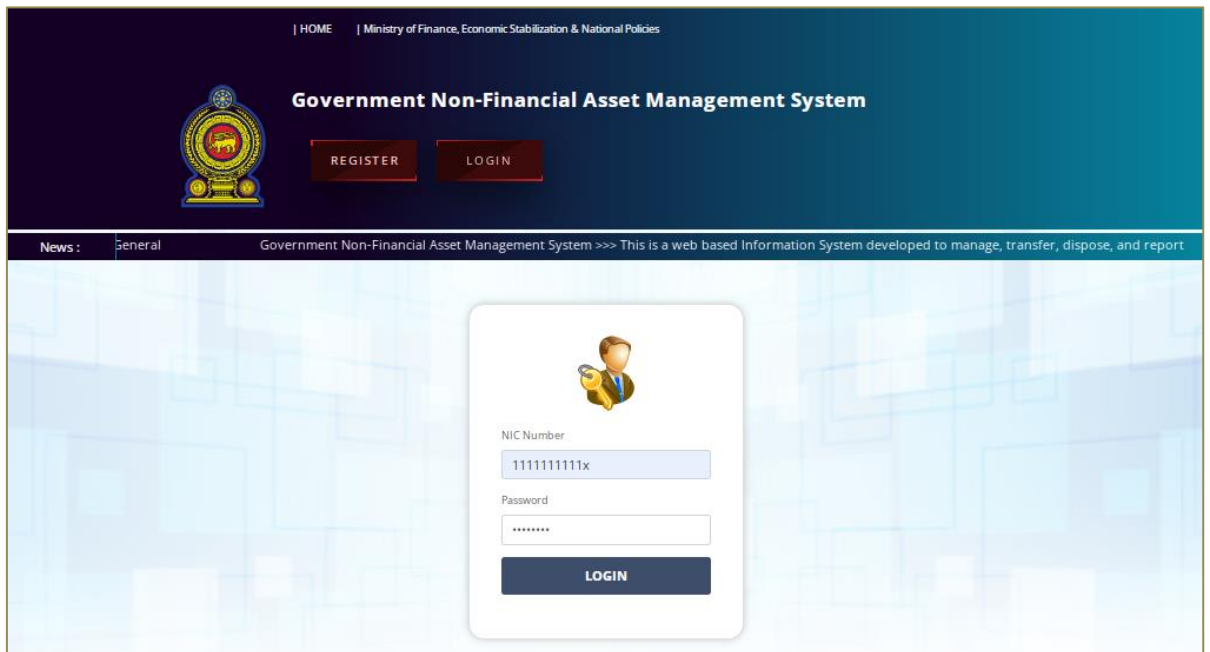 | HOME | Ministry of Finance, Economic Stabilization & National Policies
Government Non-Financial Asset Management System
REGISTER LOGIN
News : General Government Non-Financial Asset Management System >>> This is a web based Information System developed to manage, transfer, dispose, and report
NIC Number
1111111111x
Password
••••••••
LOGIN